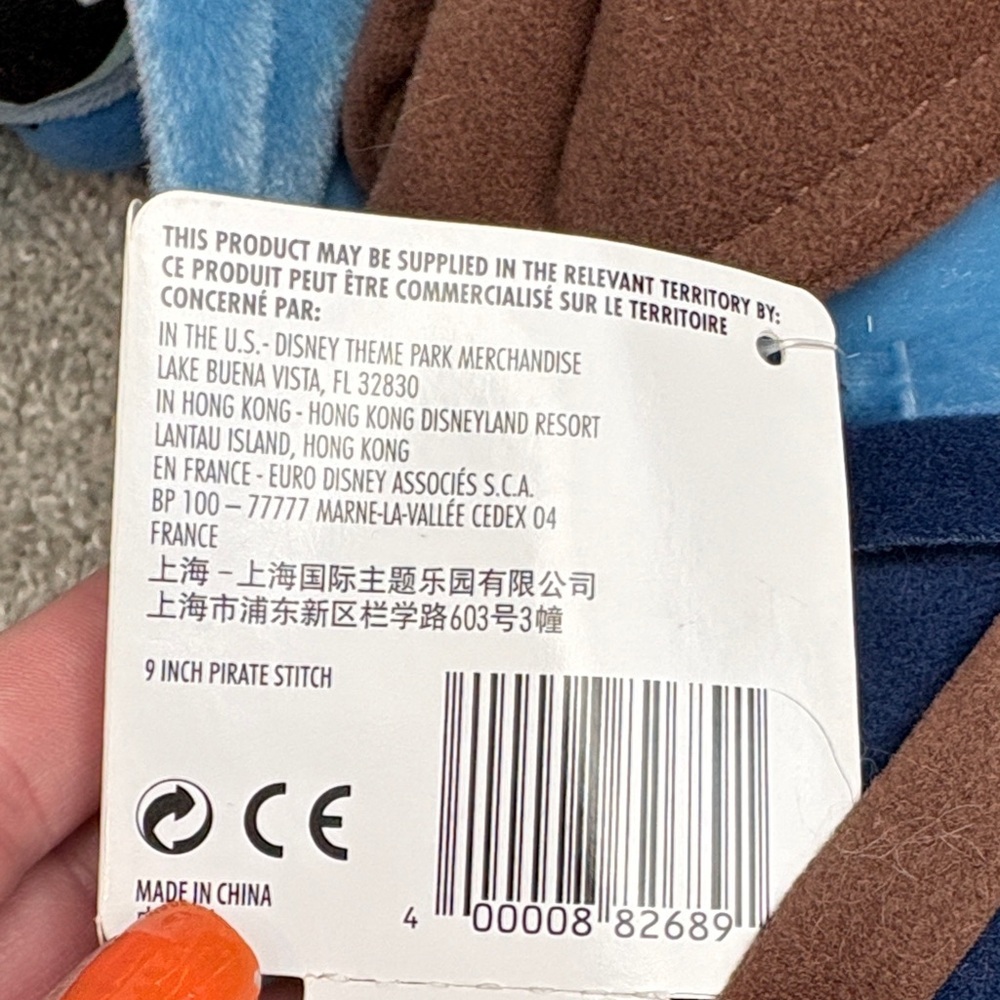 THIS PRODUCT MAY BE SUPPLIED IN THE RELEVANT TERRITORY BY:
CE PRODUIT PEUT ÊTRE COMMERCIALISÉ SUR LE TERRITOIRE
CONCERNÉ PAR:
IN THE U.S.- DISNEY THEME PARK MERCHANDISE
LAKE BUENA VISTA, FL 32830
IN HONG KONG - HONG KONG DISNEYLAND RESORT
LANTAU ISLAND, HONG KONG
EN FRANCE - EURO DISNEY ASSOCIÉS S.C.A.
BP 100 – 77777 MARNE-LA-VALLÉE CEDEX 04
FRANCE
上海 – 上海国际主题乐园有限公司
上海市浦东新区栏学路603号3幢
9 INCH PIRATE STITCH
CE
MADE IN CHINA
4 00008 82689